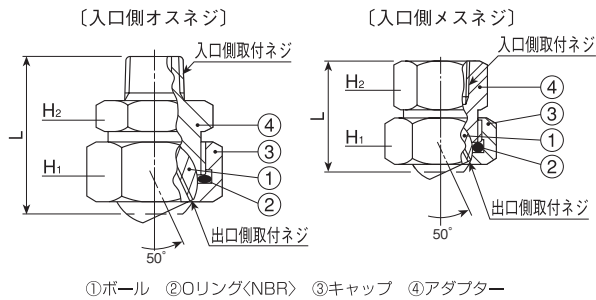 〔入口側オスネジ〕
〔入口側メスネジ〕
入口側取付ネジ
H₂
L
④
③
H₁
①
②
出口側取付ネジ
50°
入口側取付ネジ
H₂
④
L
③
H₁
①
②
出口側取付ネジ
50°
①ボール ②Oリング〈NBR〉 ③キャップ ④アダプター